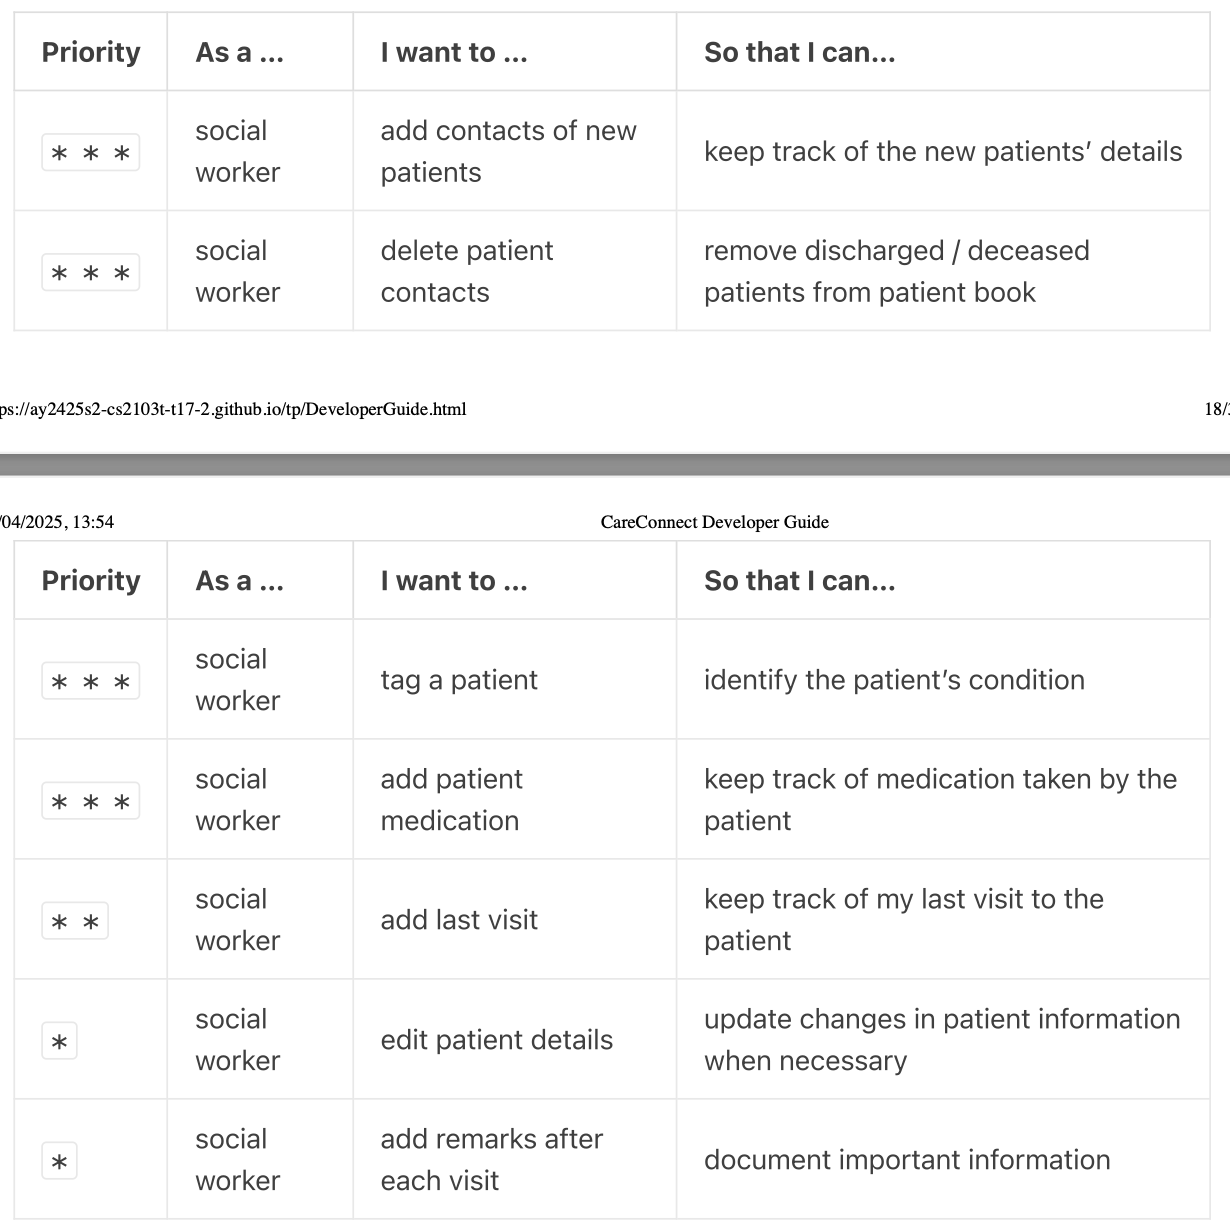 Priority As a ... I want to ... So that I can...
* * * social worker add contacts of new patients keep track of the new patients’ details
* * * social worker delete patient contacts remove discharged / deceased patients from patient book
ps://ay2425s2-cs2103t-t17-2.github.io/tp/DeveloperGuide.html 18/
/04/2025, 13:54 CareConnect Developer Guide
Priority As a ... I want to ... So that I can...
* * * social worker tag a patient identify the patient’s condition
* * * social worker add patient medication keep track of medication taken by the patient
* * social worker add last visit keep track of my last visit to the patient
* social worker edit patient details update changes in patient information when necessary
* social worker add remarks after each visit document important information